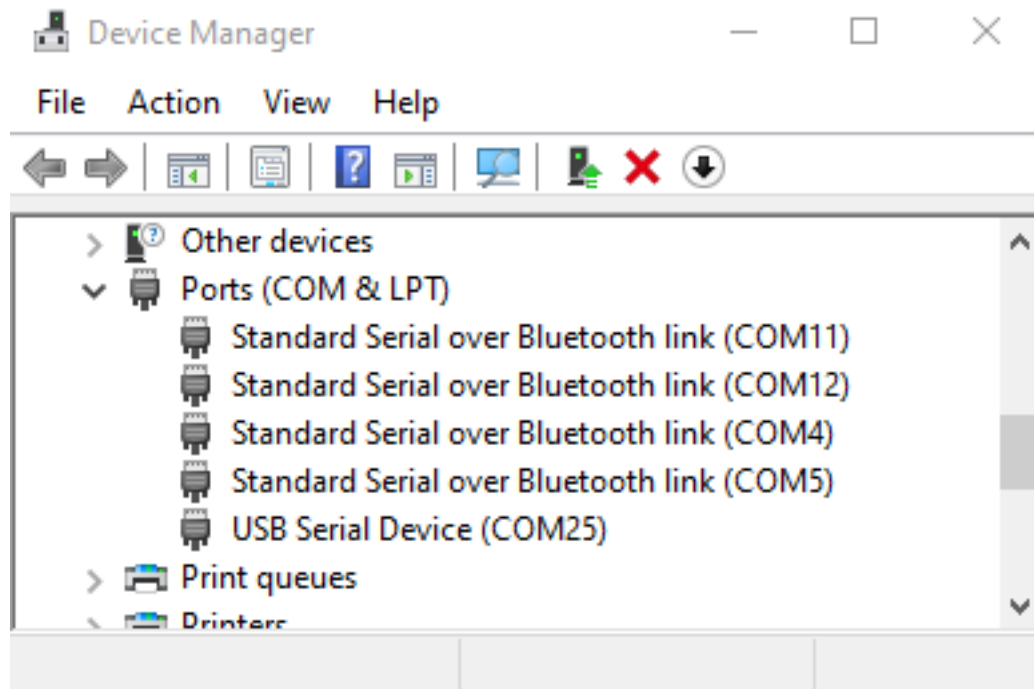 Device Manager
File Action View Help
Other devices
Ports (COM & LPT)
Standard Serial over Bluetooth link (COM11)
Standard Serial over Bluetooth link (COM12)
Standard Serial over Bluetooth link (COM4)
Standard Serial over Bluetooth link (COM5)
USB Serial Device (COM25)
Print queues
Printers